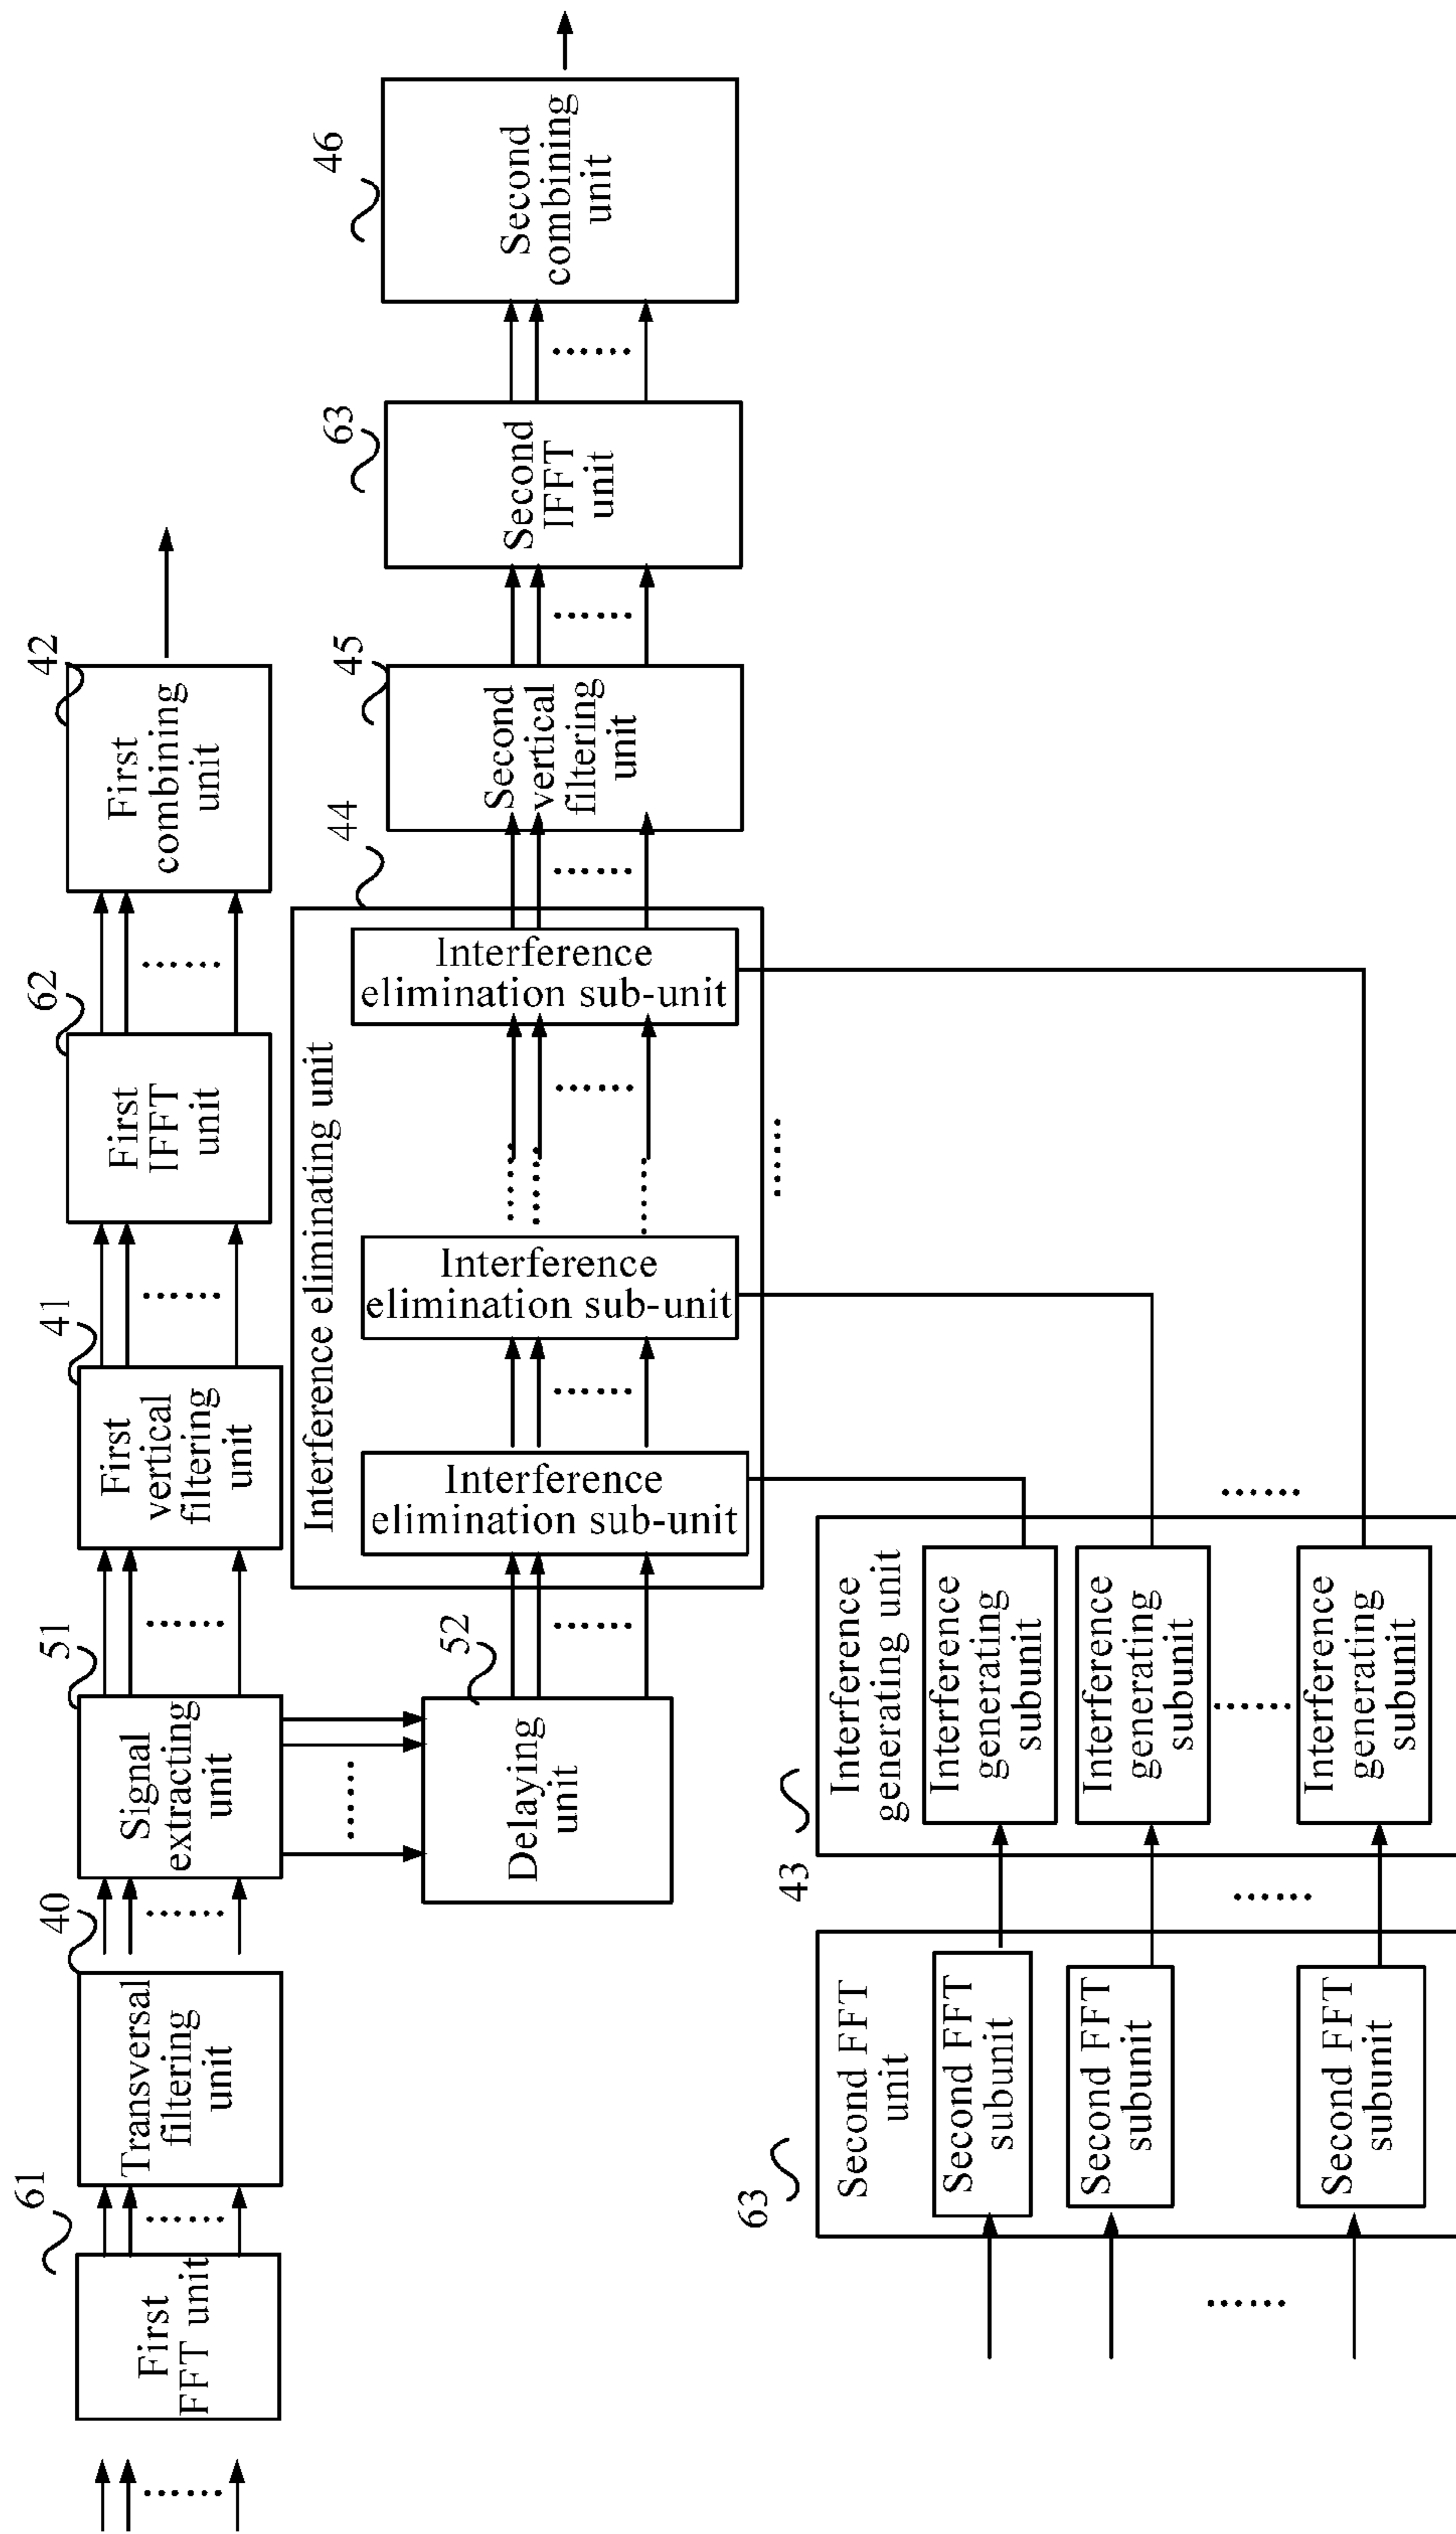 61
First
FFT unit
40
Transversal
filtering
unit
51
Signal
extracting
unit
41
First
vertical
filtering
unit
62
First
IFFT
unit
42
First
combining
unit
52
Delaying
unit
44
Interference eliminating unit
Interference
elimination sub-unit
Interference
elimination sub-unit
Interference
elimination sub-unit
45
Second
vertical
filtering
unit
63
Second
IFFT
unit
46
Second
combining
unit
63
Second FFT
unit
Second FFT
subunit
Second FFT
subunit
Second FFT
subunit
43
Interference
generating unit
Interference
generating
subunit
Interference
generating
subunit
Interference
generating
subunit